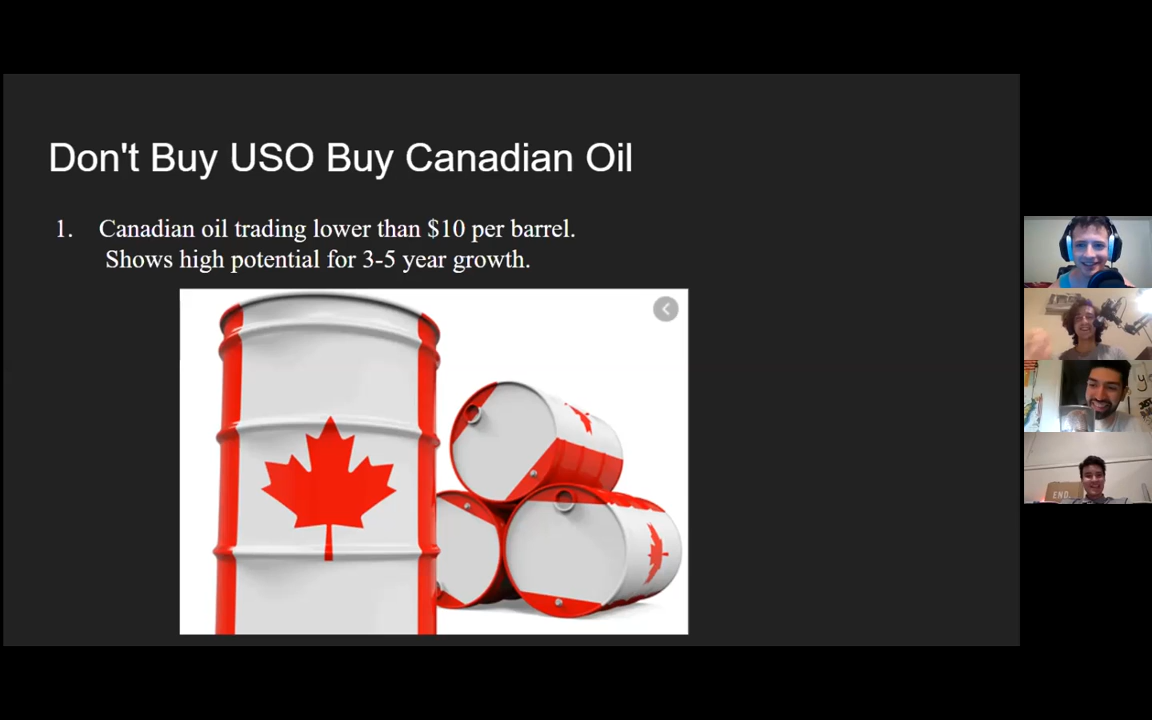 Don't Buy USO Buy Canadian Oil
1. Canadian oil trading lower than $10 per barrel.
Shows high potential for 3-5 year growth.
END.